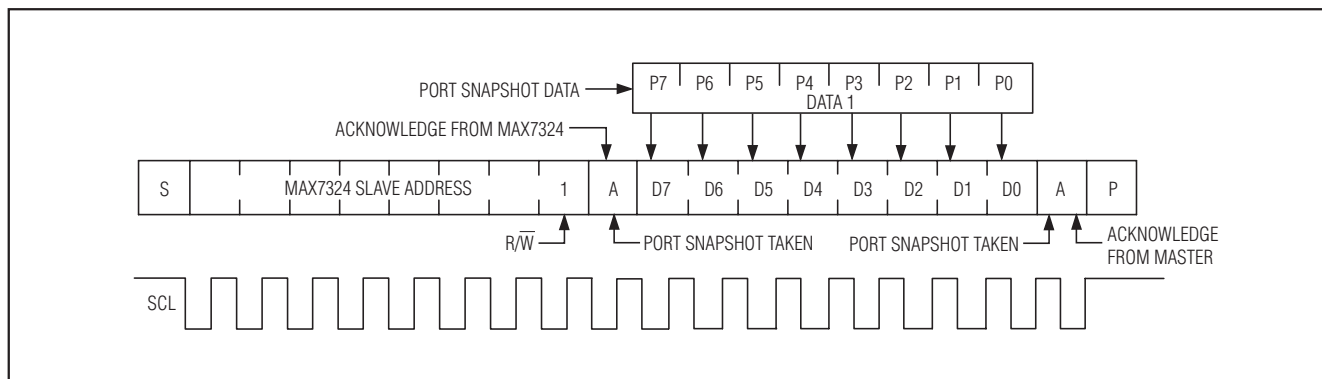 P7 P6 P5 P4 P3 P2 P1 P0
PORT SNAPSHOT DATA
DATA 1
ACKNOWLEDGE FROM MAX7324
S MAX7324 SLAVE ADDRESS 1 A D7 D6 D5 D4 D3 D2 D1 D0 A P
R/W̅ PORT SNAPSHOT TAKEN PORT SNAPSHOT TAKEN ACKNOWLEDGE
FROM MASTER
SCL